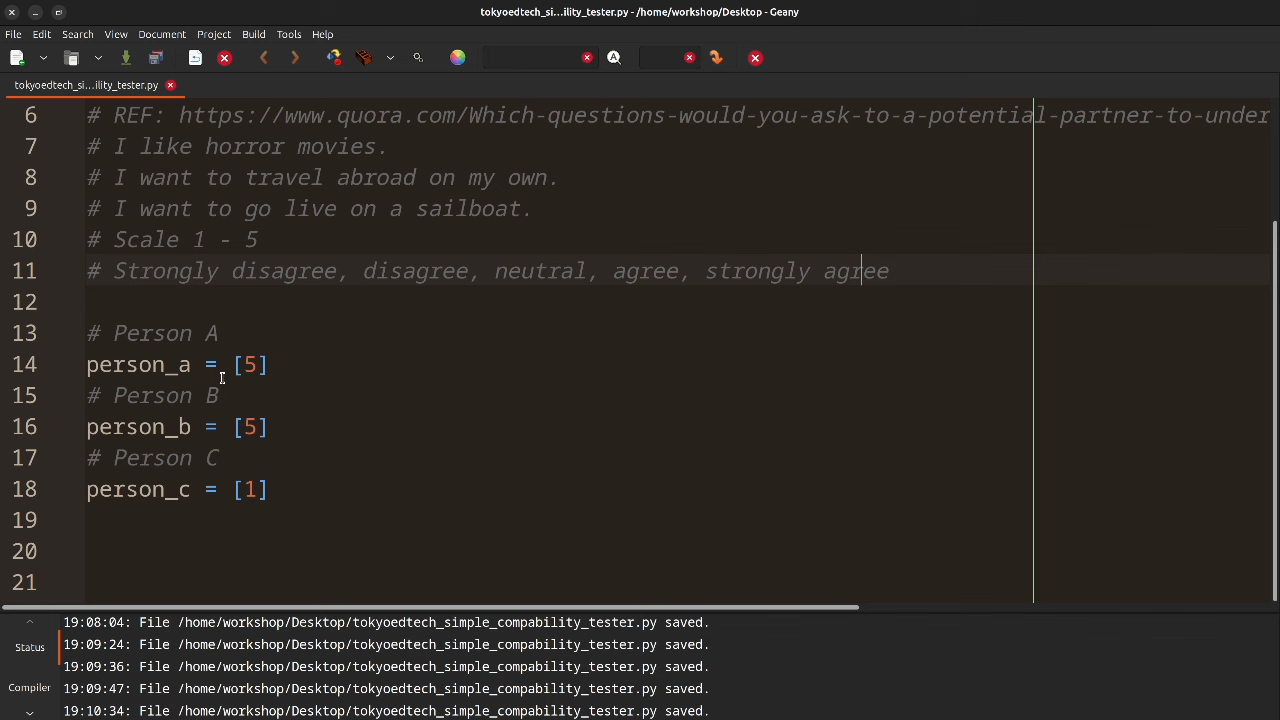 tokyoedtech_si...ility_tester.py - /home/workshop/Desktop - Geany
File Edit Search View Document Project Build Tools Help
tokyoedtech_si...ility_tester.py
6 # REF: https://www.quora.com/Which-questions-would-you-ask-to-a-potential-partner-to-under
7 # I like horror movies.
8 # I want to travel abroad on my own.
9 # I want to go live on a sailboat.
10 # Scale 1 - 5
11 # Strongly disagree, disagree, neutral, agree, strongly agree
12
13 # Person A
14 person_a = [5]
15 # Person B
16 person_b = [5]
17 # Person C
18 person_c = [1]
19
20
21
Status
Compiler
19:08:04: File /home/workshop/Desktop/tokyoedtech_simple_compability_tester.py saved.
19:09:24: File /home/workshop/Desktop/tokyoedtech_simple_compability_tester.py saved.
19:09:36: File /home/workshop/Desktop/tokyoedtech_simple_compability_tester.py saved.
19:09:47: File /home/workshop/Desktop/tokyoedtech_simple_compability_tester.py saved.
19:10:34: File /home/workshop/Desktop/tokyoedtech_simple_compability_tester.py saved.